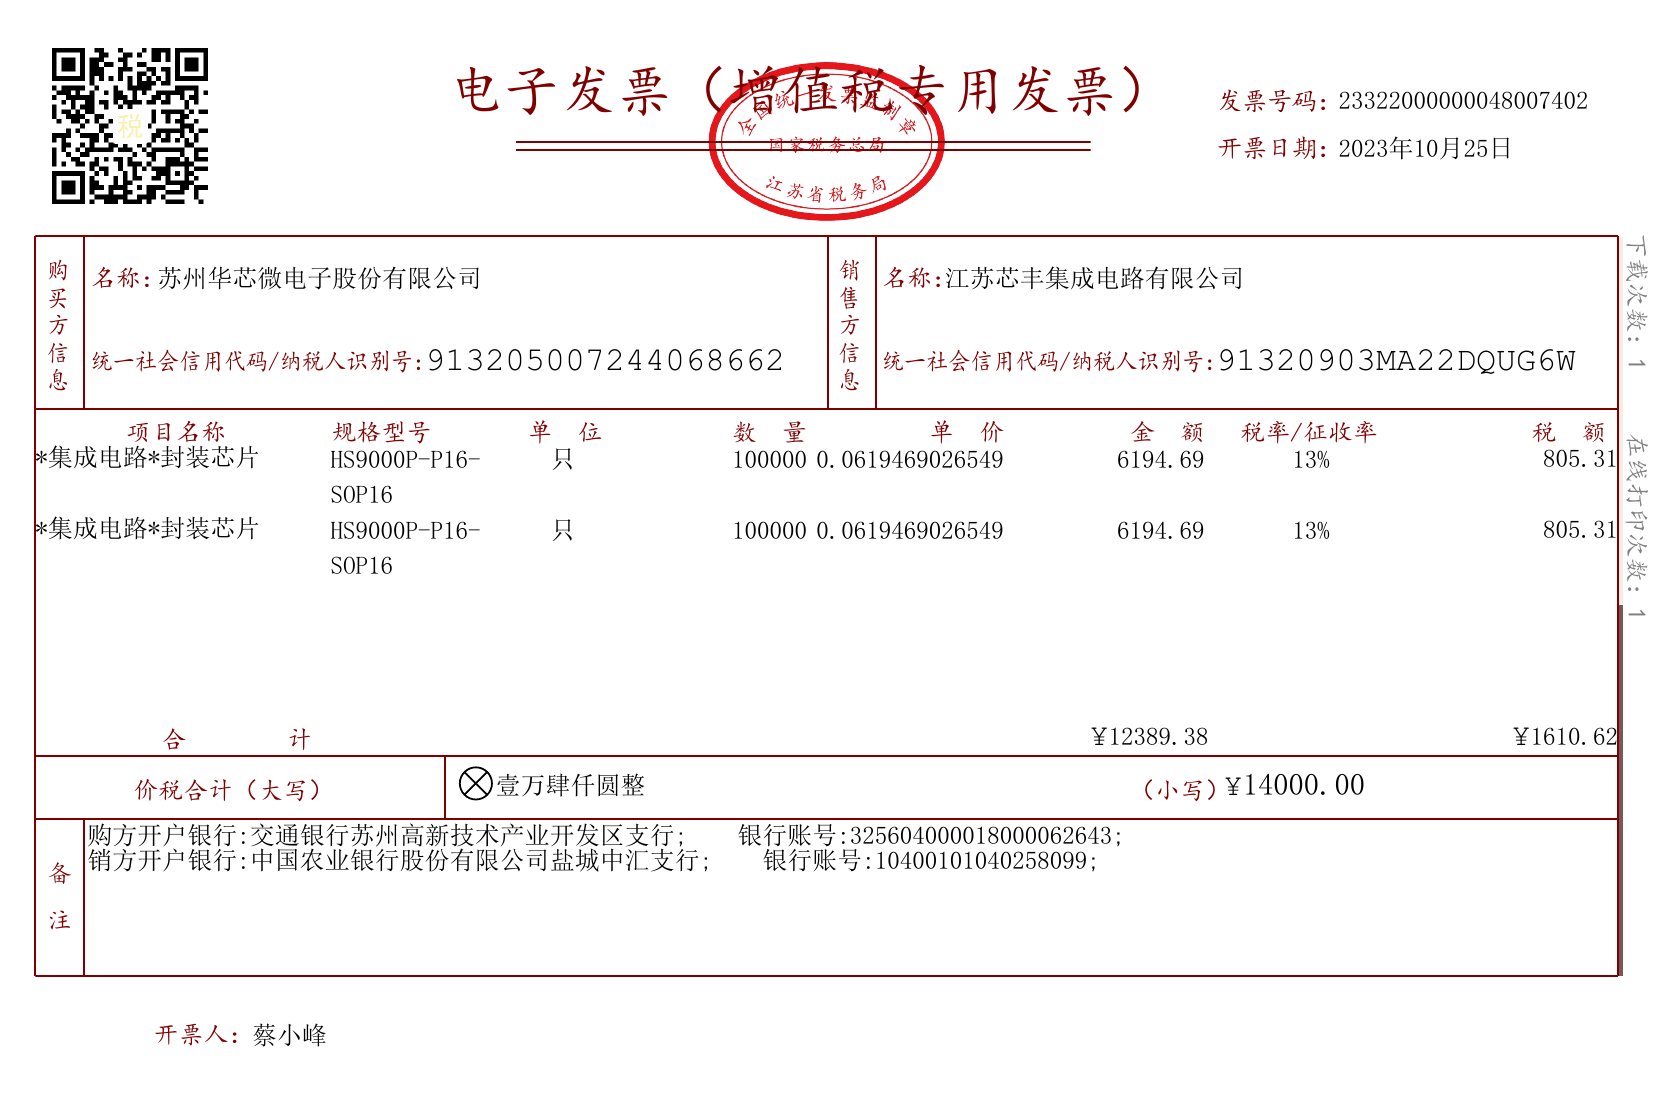 电子发票（增值税专用发票）
全国统一发票监制章
国家税务总局
江苏省税务局
税
发票号码：23322000000048007402
开票日期：2023年10月25日
购买方信息
名称：苏州华芯微电子股份有限公司
统一社会信用代码/纳税人识别号：913205007244068662
销售方信息
名称：江苏芯丰集成电路有限公司
统一社会信用代码/纳税人识别号：91320903MA22DQUG6W
项目名称 规格型号 单位 数量 单价 金额 税率/征收率 税额
*集成电路*封装芯片 HS9000P-P16- 只 100000 0.0619469026549 6194.69 13% 805.31
SOP16
*集成电路*封装芯片 HS9000P-P16- 只 100000 0.0619469026549 6194.69 13% 805.31
SOP16
合计 ¥12389.38 ¥1610.62
价税合计（大写） 壹万肆仟圆整 （小写）¥14000.00
备注
购方开户银行:交通银行苏州高新技术产业开发区支行; 银行账号:325604000018000062643;
销方开户银行:中国农业银行股份有限公司盐城中汇支行; 银行账号:10400101040258099;
开票人：蔡小峰
下载次数：1
在线打印次数：1